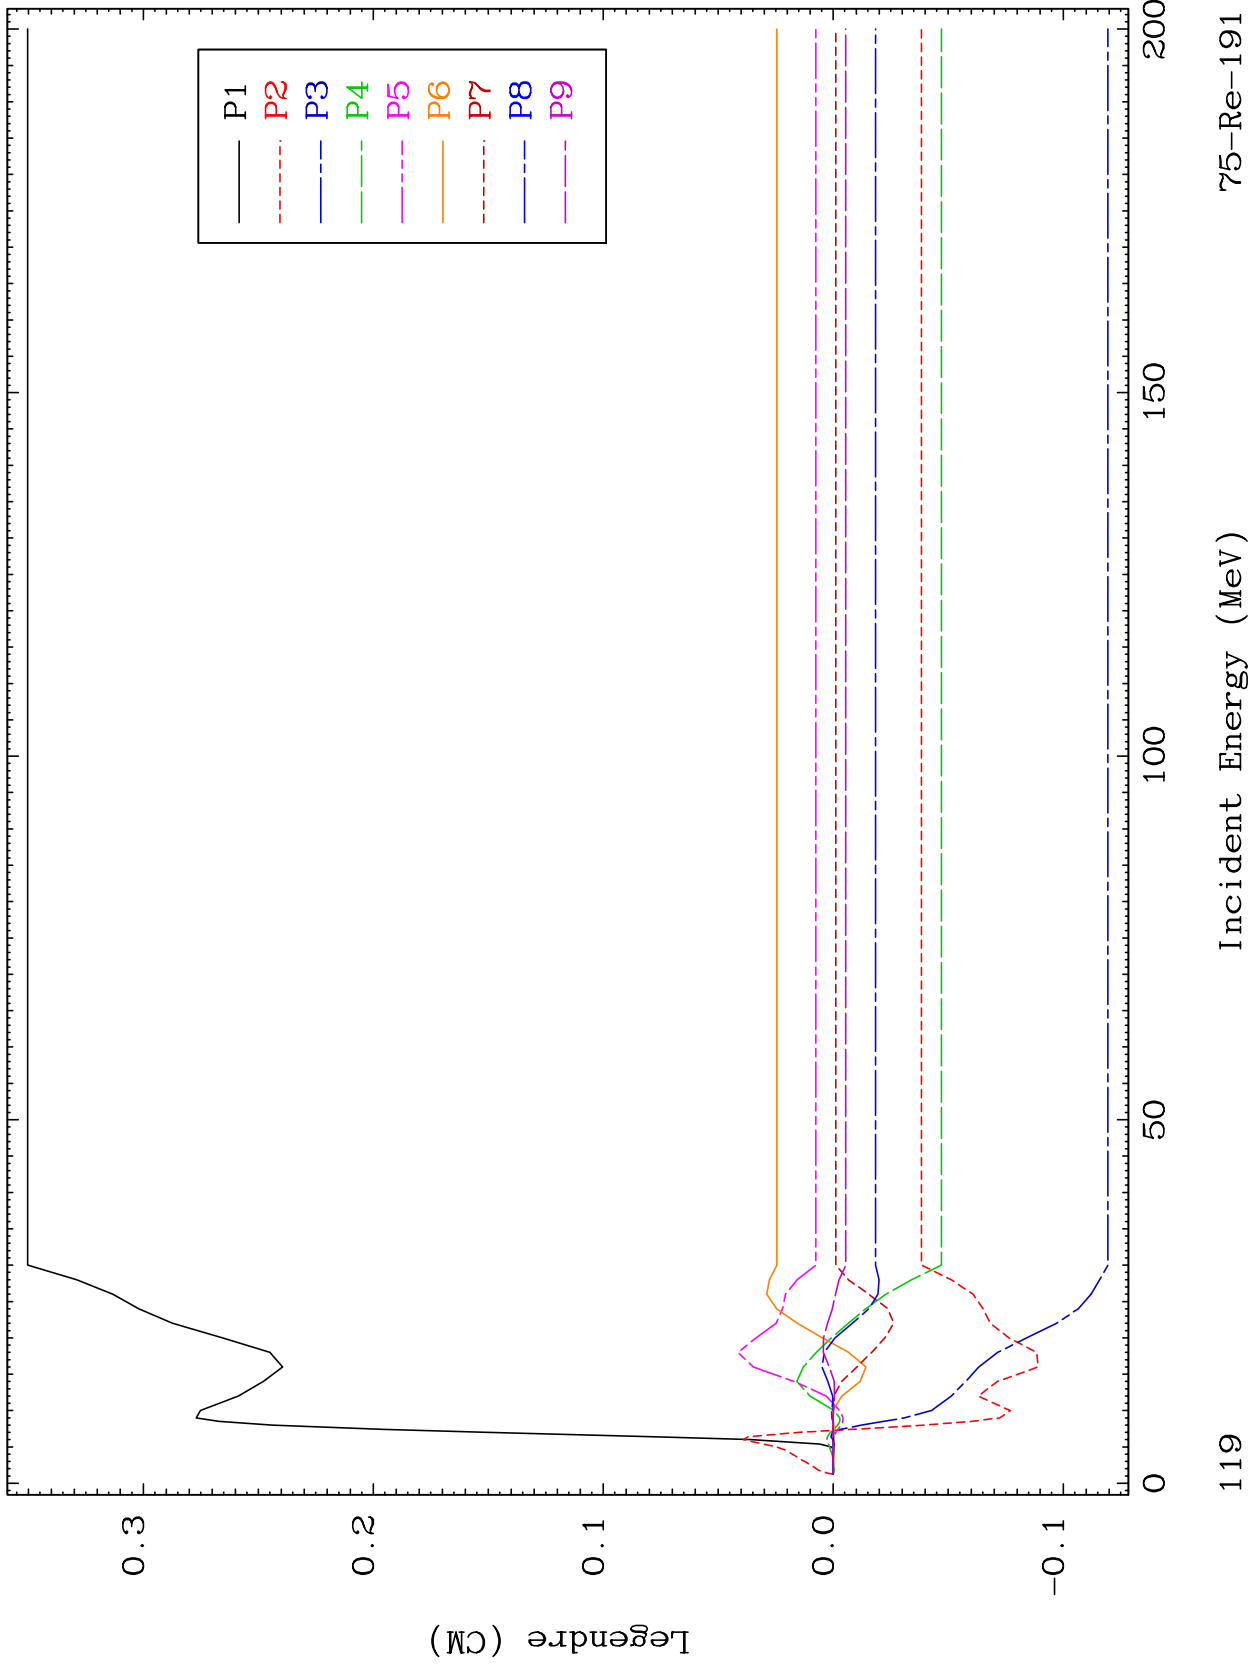 Legendre (CM)
0.3
0.2
0.1
0.0
-0.1
P1
P2
P3
P4
P5
P6
P7
P8
P9
0
50
100
150
200
119
Incident Energy (MeV)
75-Re-191